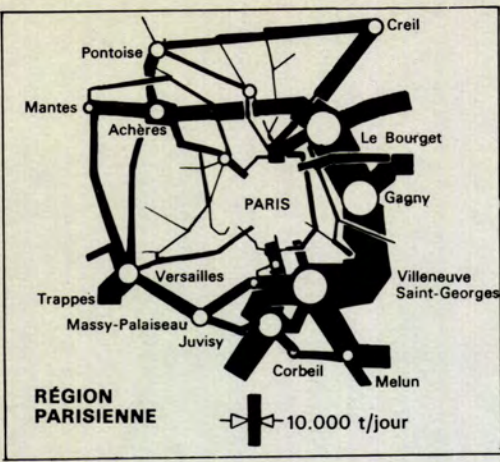 Creil
Pontoise
Mantes
Achères
Le Bourget
PARIS
Gagny
Versailles
Villeneuve
Saint-Georges
Trappes
Massy-Palaiseau
Juvisy
Corbeil
Melun
RÉGION
PARISIENNE
10.000 t/jour